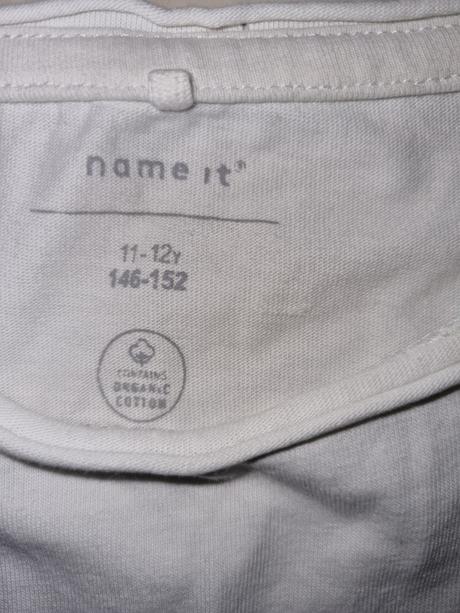 name it®
11-12Y
146-152
CONTAINS
ORGANIC
COTTON